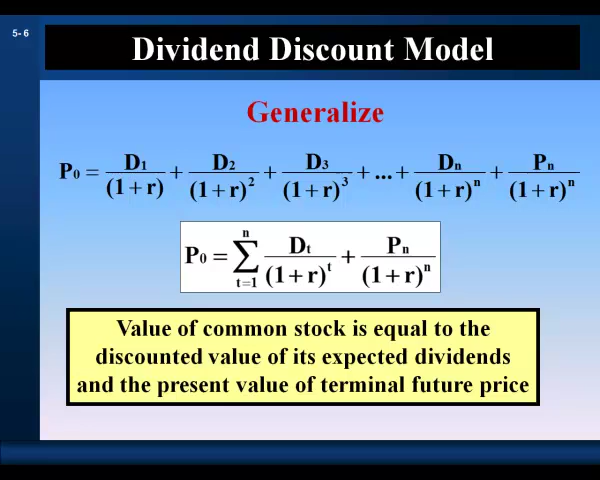 5- 6
Dividend Discount Model
Generalize
P₀ = D₁/(1+r) + D₂/(1+r)² + D₃/(1+r)³ + ... + Dₙ/(1+r)ⁿ + Pₙ/(1+r)ⁿ
P₀ = ∑ₜ₌₁ⁿ Dₜ/(1+r)ᵗ + Pₙ/(1+r)ⁿ
Value of common stock is equal to the
discounted value of its expected dividends
and the present value of terminal future price